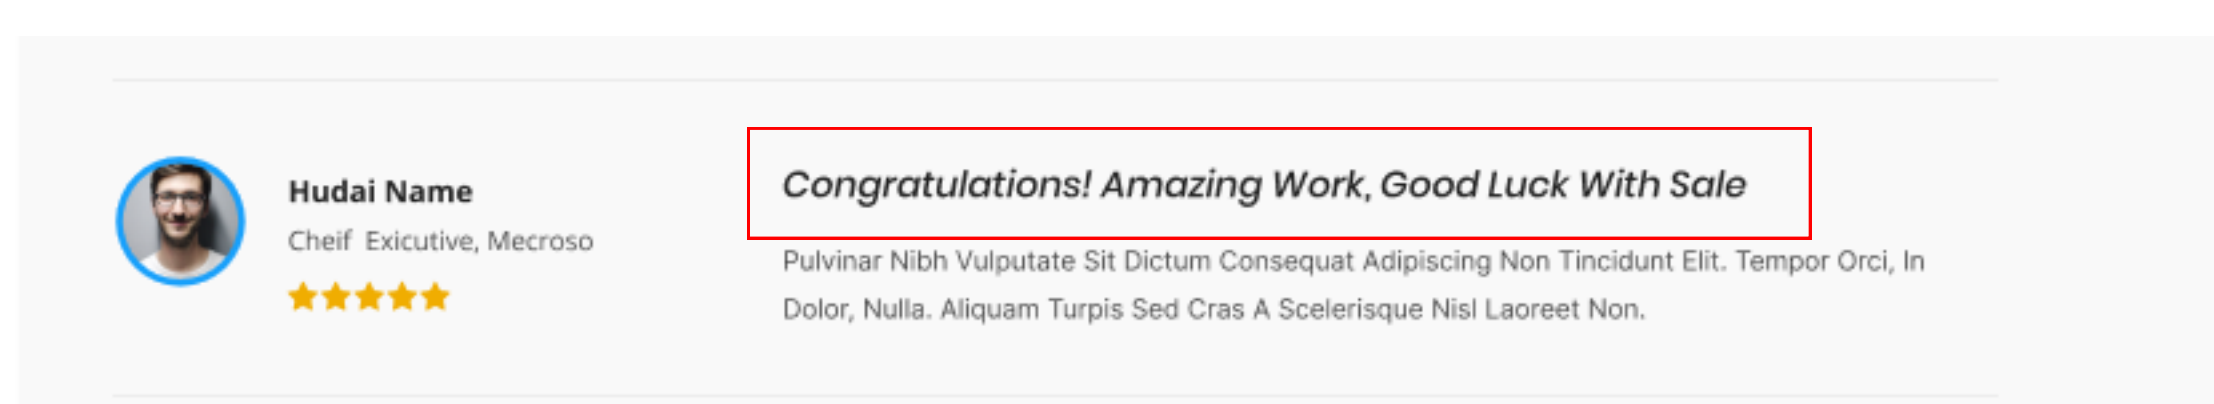 Hudai Name
Cheif Exicutive, Mecroso
Congratulations! Amazing Work, Good Luck With Sale
Pulvinar Nibh Vulputate Sit Dictum Consequat Adipiscing Non Tincidunt Elit. Tempor Orci, In
Dolor, Nulla. Aliquam Turpis Sed Cras A Scelerisque Nisl Laoreet Non.